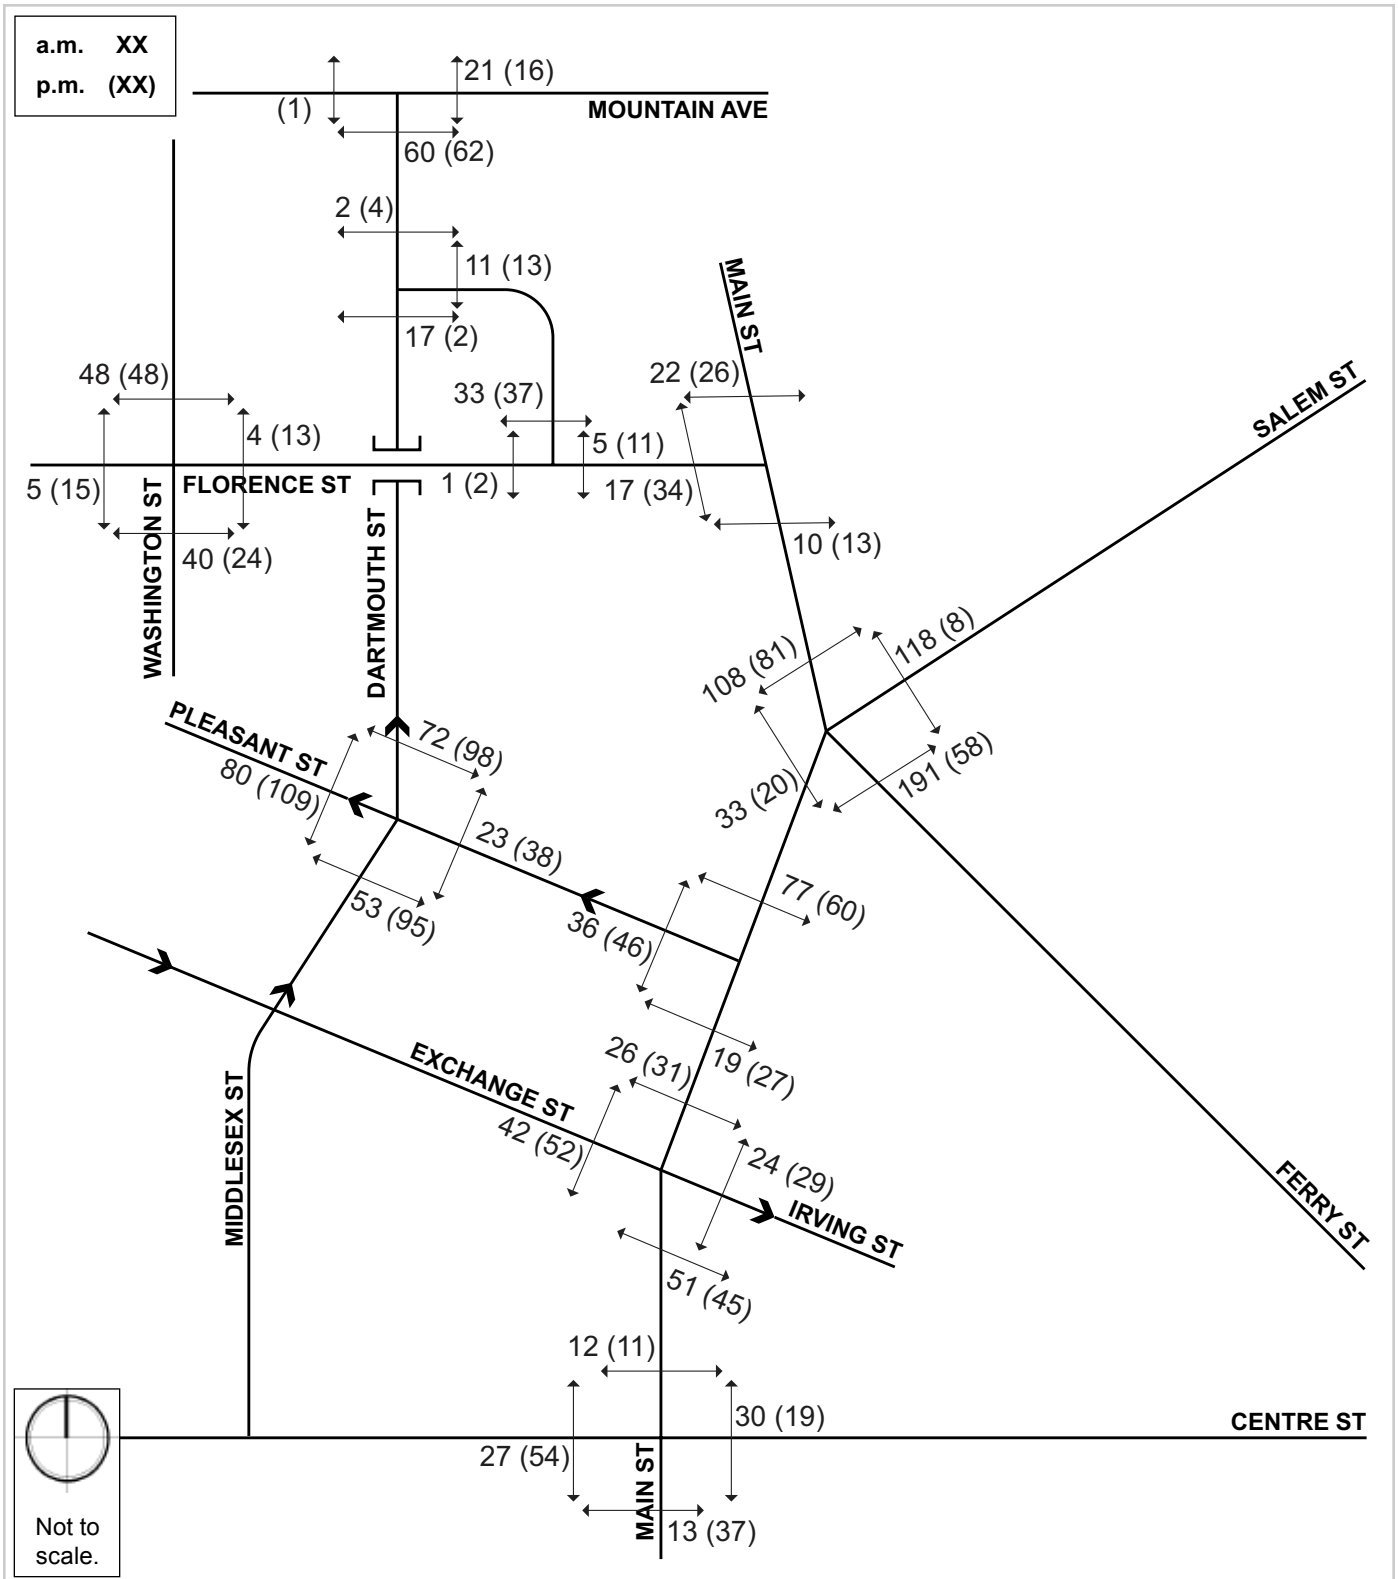 a.m. XX
p.m. (XX)
21 (16)
(1)
MOUNTAIN AVE
60 (62)
2 (4)
11 (13)
17 (2)
MAIN ST
48 (48)
33 (37)
22 (26)
SALEM ST
4 (13)
5 (11)
5 (15)
FLORENCE ST
1 (2)
17 (34)
40 (24)
10 (13)
WASHINGTON ST
DARTMOUTH ST
108 (81)
118 (8)
PLEASANT ST
72 (98)
80 (109)
191 (58)
33 (20)
23 (38)
53 (95)
77 (60)
36 (46)
26 (31)
19 (27)
EXCHANGE ST
42 (52)
24 (29)
MIDDLESEX ST
IRVING ST
FERRY ST
51 (45)
12 (11)
30 (19)
CENTRE ST
27 (54)
MAIN ST
13 (37)
Not to
scale.